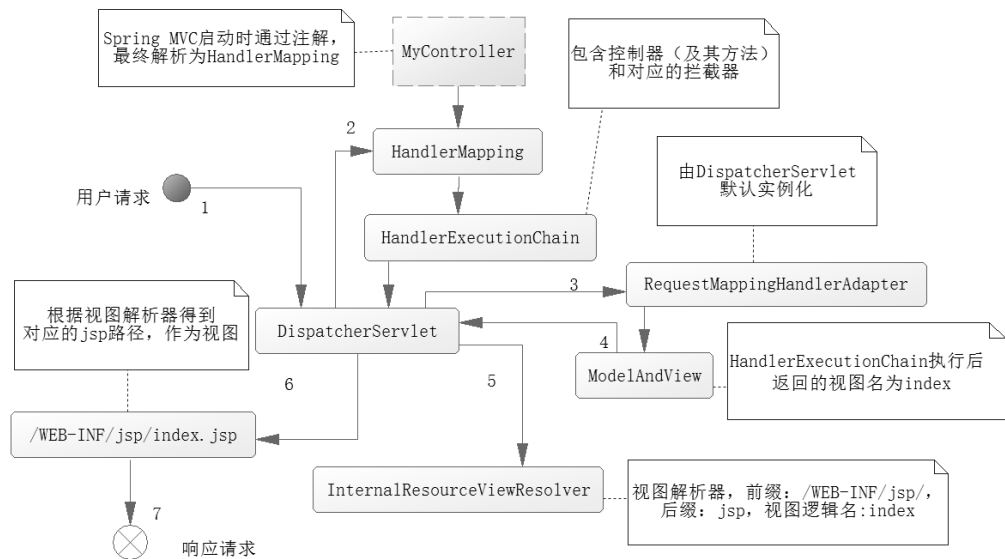 Spring MVC启动时通过注解，
最终解析为HandlerMapping
MyController
包含控制器（及其方法）
和对应的拦截器
2
HandlerMapping
由DispatcherServlet
默认实例化
用户请求
1
HandlerExecutionChain
3
RequestMappingHandlerAdapter
根据视图解析器得到
对应的jsp路径，作为视图
DispatcherServlet
4
ModelAndView
HandlerExecutionChain执行后
返回的视图名为index
6
5
/WEB-INF/jsp/index.jsp
InternalResourceViewResolver
视图解析器，前缀：/WEB-INF/jsp/，
后缀：jsp，视图逻辑名:index
7
响应请求